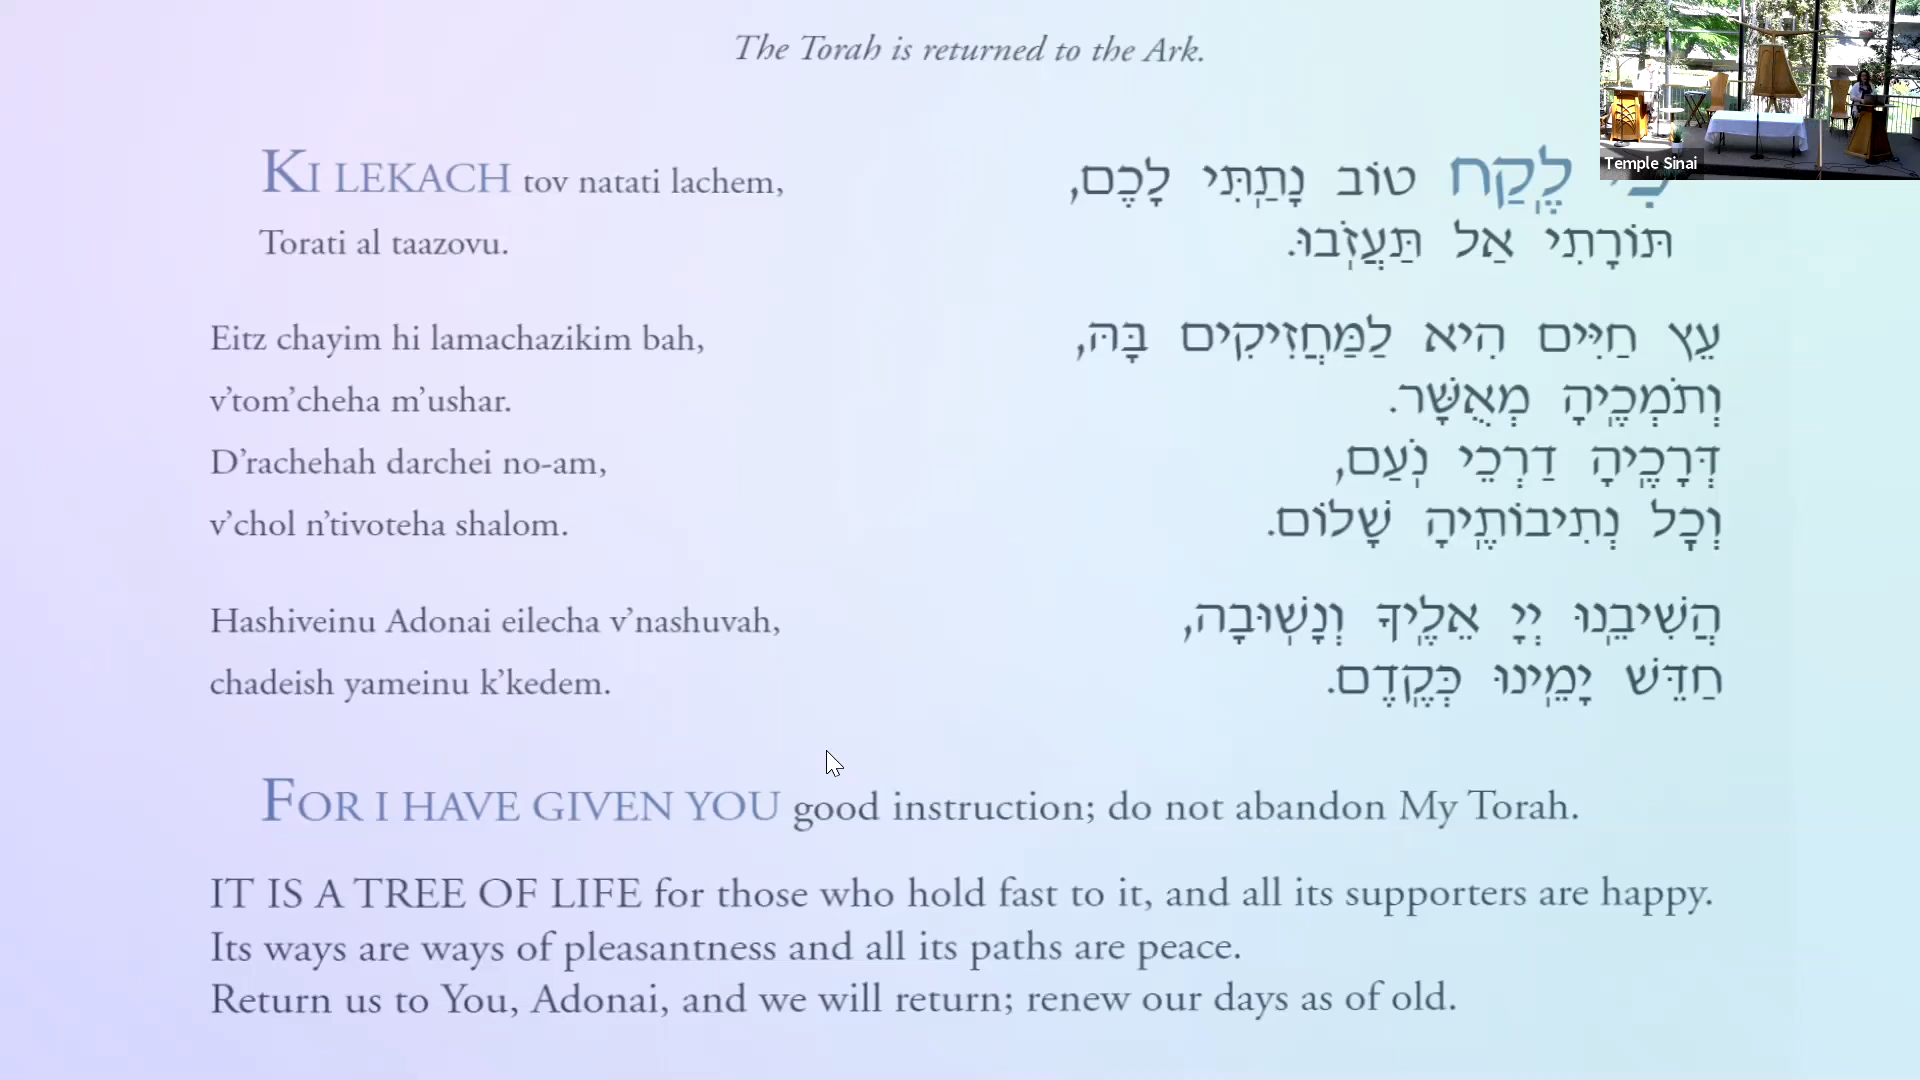 The Torah is returned to the Ark.
Temple Sinai
KI LEKACH tov natati lachem,
Torati al taazovu.
Eitz chayim hi lamachazikim bah,
v’tom’cheha m’ushar.
D’rachehah darchei no-am,
v’chol n’tivoteha shalom.
Hashiveinu Adonai eilecha v’nashuvah,
chadeish yameinu k’kedem.
לֶֽקַח טוֹב נָתַֽתִּי לָכֶם,
תּוֹרָתִי אַל תַּעֲזֹֽבוּ.
עֵץ חַיִּים הִיא לַמַּחֲזִיקִים בָּהּ,
וְתֹמְכֶֽיהָ מְאֻשָּׁר.
דְּרָכֶֽיהָ דַרְכֵי נֹֽעַם,
וְכׇל נְתִיבוֹתֶֽיהָ שָׁלוֹם.
הֲשִׁיבֵֽנוּ יְיָ אֵלֶֽיךָ וְנָשֽׁוּבָה,
חַדֵּשׁ יָמֵֽינוּ כְּקֶֽדֶם.
FOR I HAVE GIVEN YOU good instruction; do not abandon My Torah.
IT IS A TREE OF LIFE for those who hold fast to it, and all its supporters are happy.
Its ways are ways of pleasantness and all its paths are peace.
Return us to You, Adonai, and we will return; renew our days as of old.